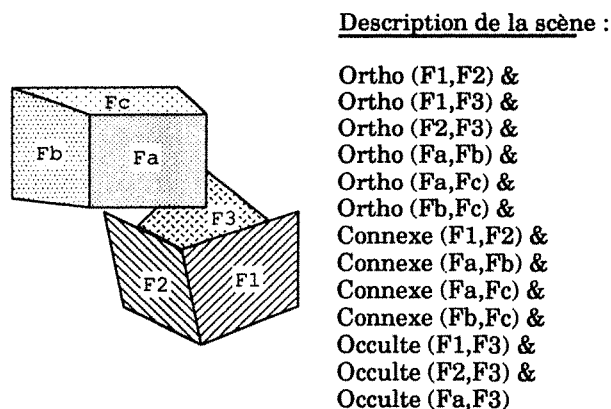 Description de la scène :
Ortho (F1,F2) &
Ortho (F1,F3) &
Ortho (F2,F3) &
Ortho (Fa,Fb) &
Ortho (Fa,Fc) &
Ortho (Fb,Fc) &
Connexe (F1,F2) &
Connexe (Fa,Fb) &
Connexe (Fa,Fc) &
Connexe (Fb,Fc) &
Occulte (F1,F3) &
Occulte (F2,F3) &
Occulte (Fa,F3)
Fc
Fb
Fa
F3
F2
F1